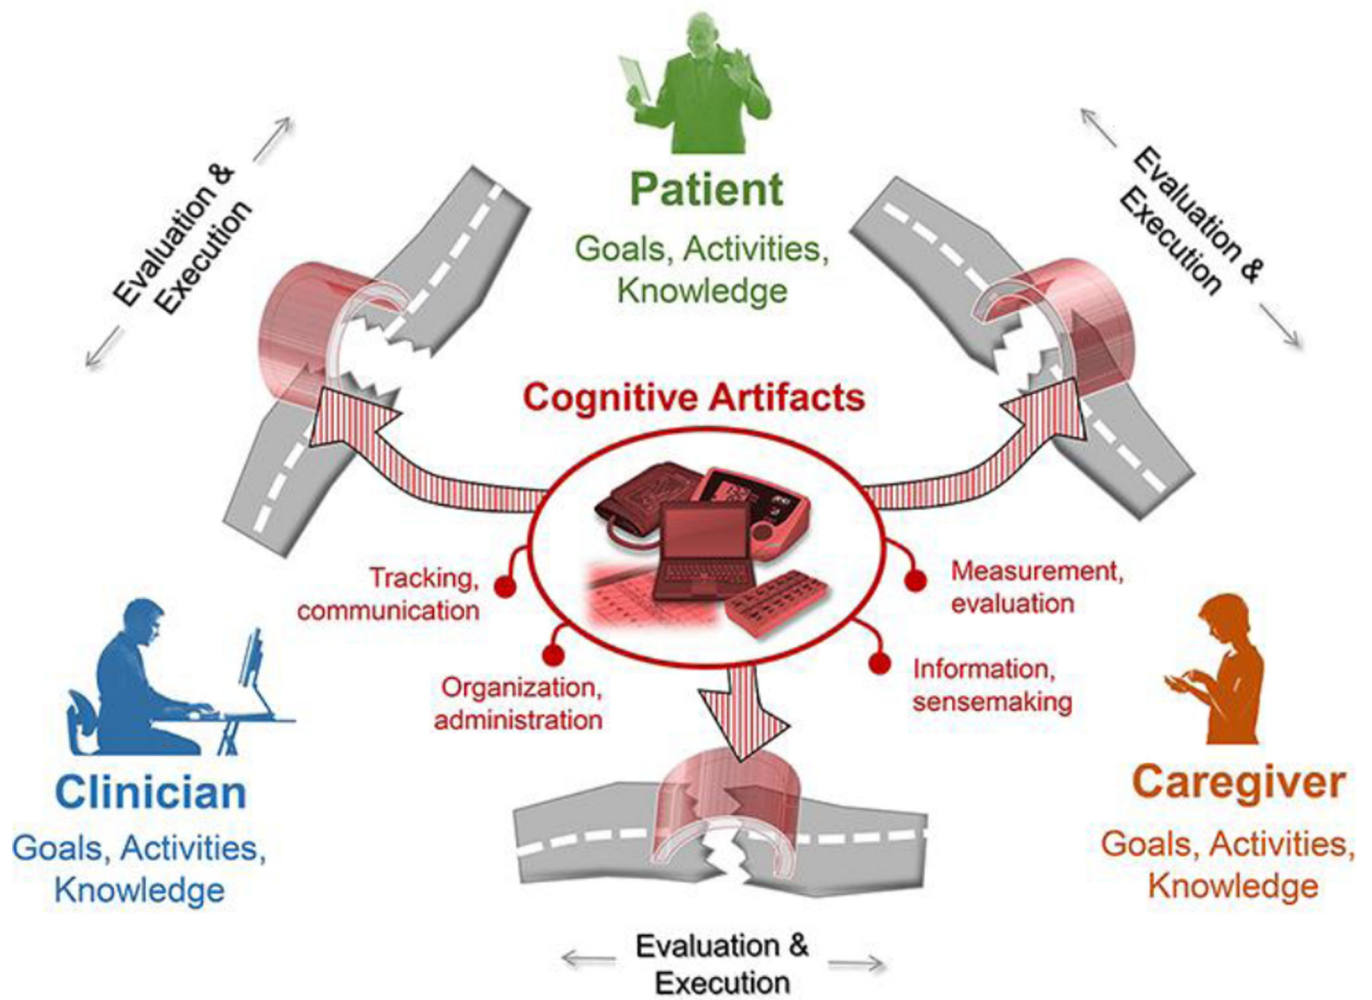 Patient
Goals, Activities,
Knowledge
Evaluation &
Execution
Evaluation &
Execution
Cognitive Artifacts
Tracking,
communication
Organization,
administration
Measurement,
evaluation
Information,
sensemaking
Clinician
Goals, Activities,
Knowledge
Caregiver
Goals, Activities,
Knowledge
Evaluation &
Execution